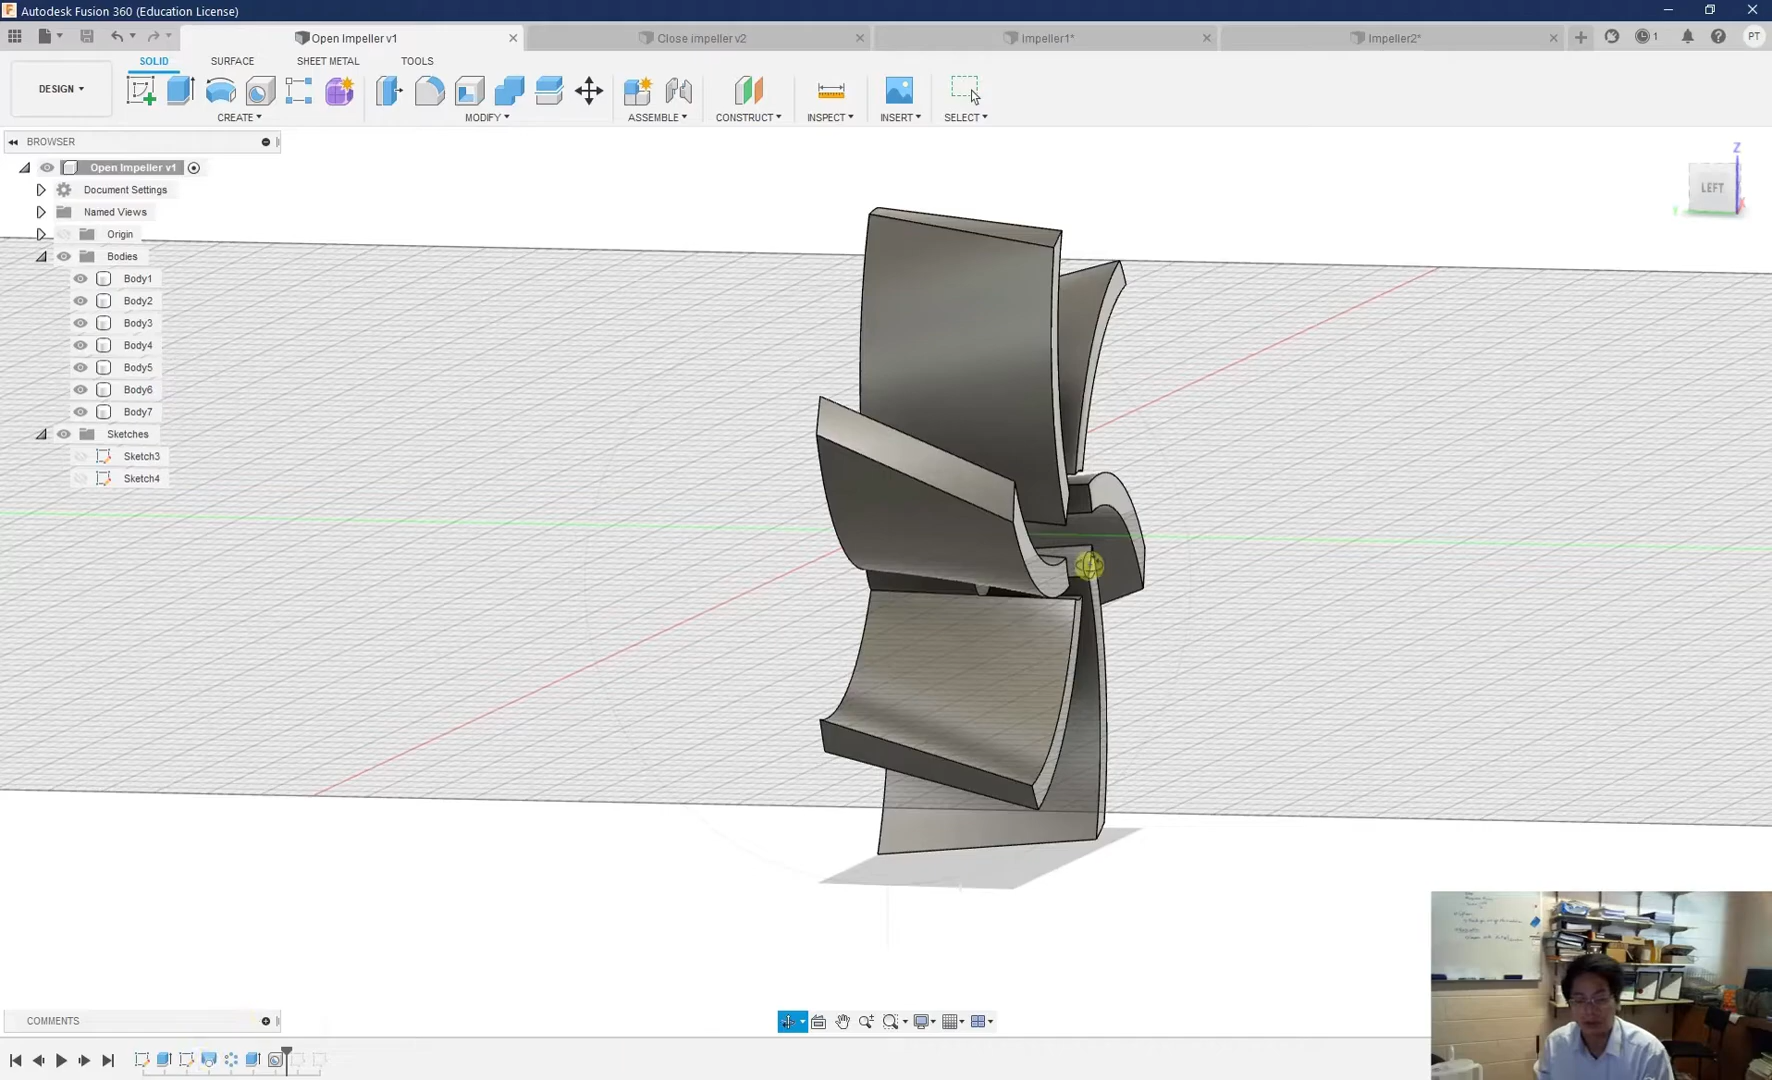 Autodesk Fusion 360 (Education License)
Open Impeller v1
Close impeller v2
Impeller1*
Impeller2*
1
PT
DESIGN
SOLID
SURFACE
SHEET METAL
TOOLS
CREATE
MODIFY
ASSEMBLE
CONSTRUCT
INSPECT
INSERT
SELECT
BROWSER
Open Impeller v1
Document Settings
Named Views
Origin
Bodies
Body1
Body2
Body3
Body4
Body5
Body6
Body7
Sketches
Sketch3
Sketch4
Z
LEFT
Y
X
COMMENTS